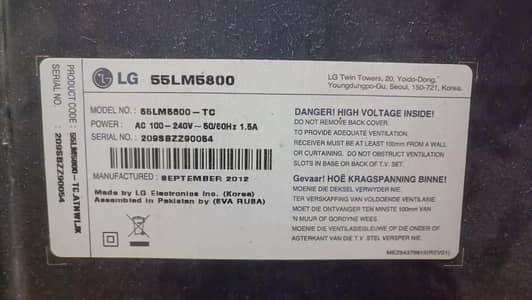 LG 55LM5800
LG Twin Towers, 20, Yoido-Dong,
Youngdungpo-Gu, Seoul, 150-721, Korea.
PRODUCT CODE : 55LM5800-TC.ATNWLJK
SERIAL NO. : 209SBZZ90054
MODEL NO. : 55LM5800-TC
POWER : AC 100-240V~50/60Hz 1.5A
SERIAL NO. : 209SBZZ90054
MANUFACTURED : SEPTEMBER 2012
Made by LG Electronics Inc. (Korea)
Assembled in Pakistan by (EVA RUBA)
DANGER! HIGH VOLTAGE INSIDE!
DO NOT REMOVE BACK COVER.
TO PROVIDE ADEQUATE VENTILATION,
RECEIVER MUST BE AT LEAST 100mm FROM A WALL
OR CURTAINS. DO NOT OBSTRUCT VENTILATION
SLOTS IN BASE OR BACK OF T.V. SET.
Gevaar! HOË KRAGSPANNING BINNE!
MOENIE DIE DEKSEL VERWYDER NIE.
TER VERSKAFFING VAN VOLDOENDE VENTILASIE
MOET DIE ONTVANGER TEN MINSTE 100mm VAN
'N MUUR OF GORDYNE WEES.
MOENIE DIE VENTILASIEGLEUWE OF DIE ONDER OF
AGTERKANT VAN DIE T.V. STEL VERSPER NIE.